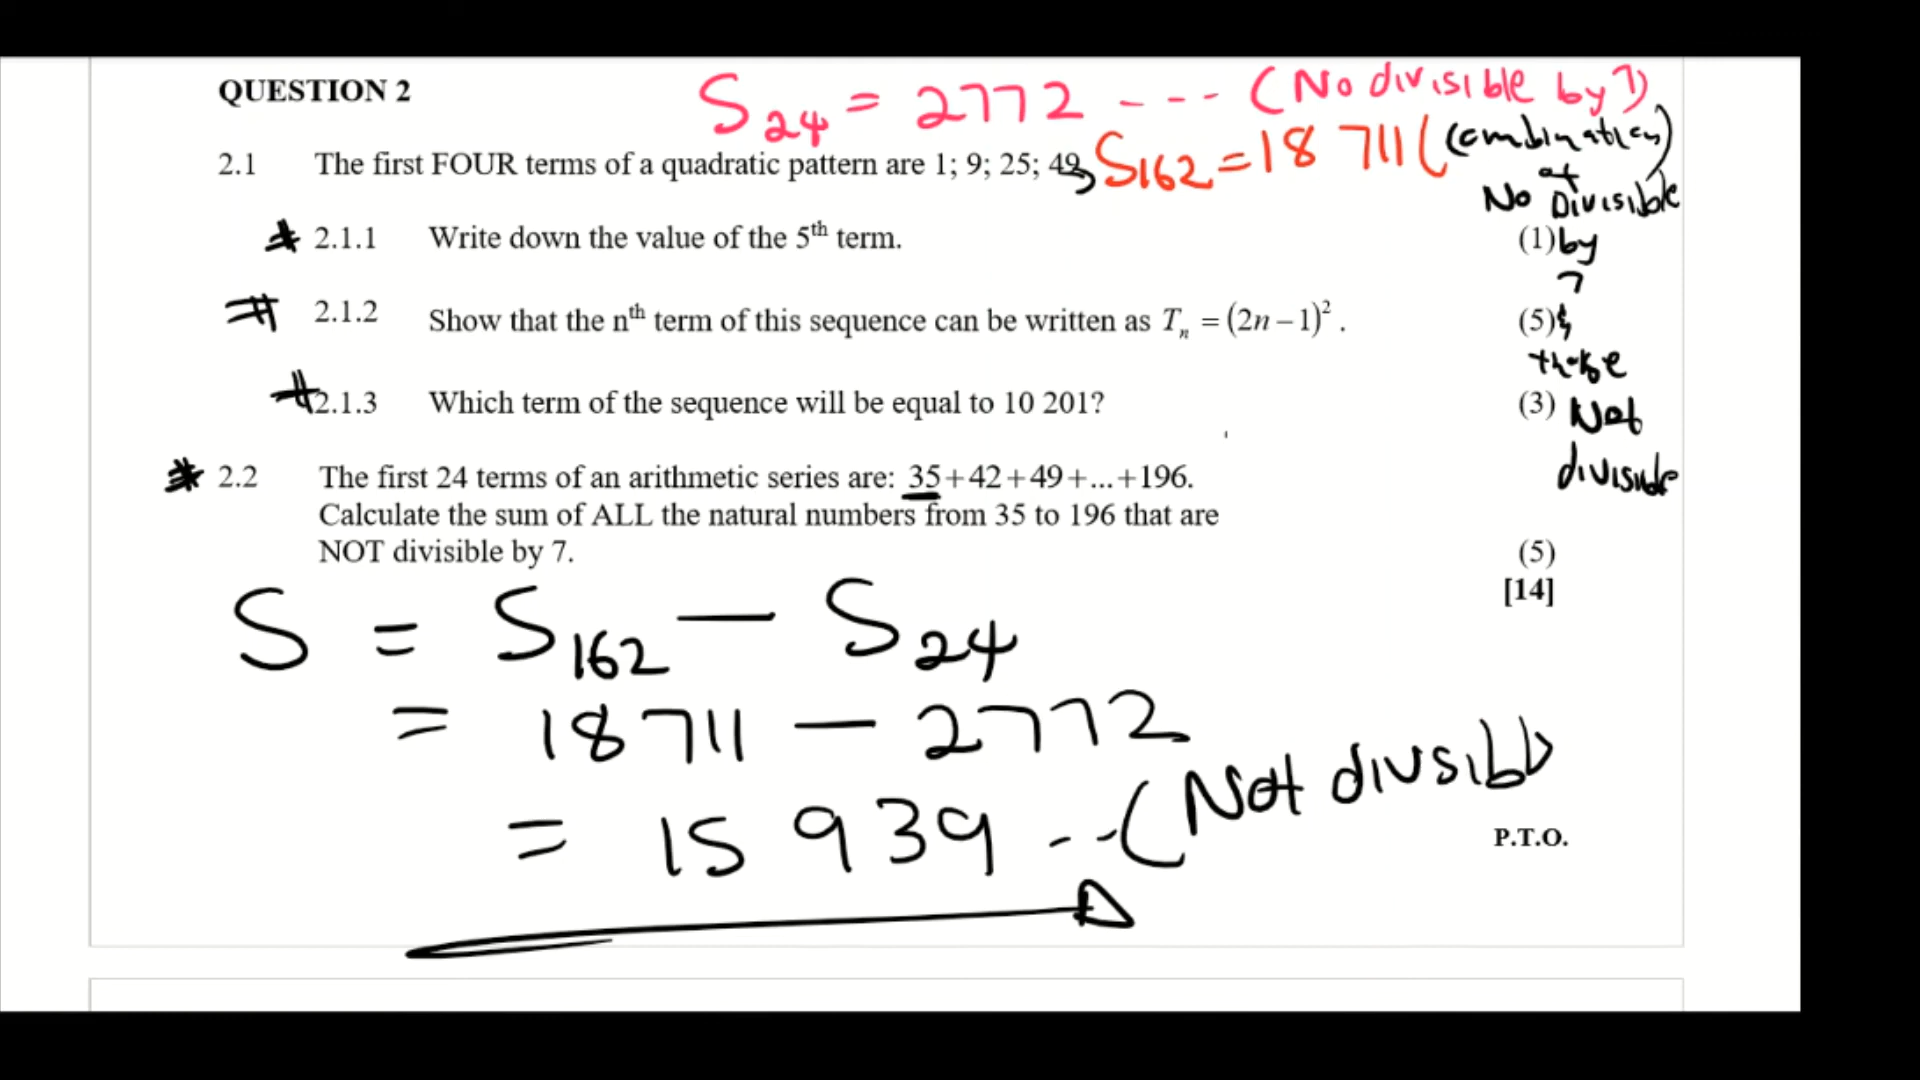 QUESTION 2
S24 = 2772 --- (No divisible by 7)
2.1 The first FOUR terms of a quadratic pattern are 1; 9; 25; 49
S162 = 18 711 (combination)
of
No Divisible
by
7
&
those
Not
divisible
2.1.1 Write down the value of the 5th term. (1)
2.1.2 Show that the nth term of this sequence can be written as Tn = (2n – 1)². (5)
2.1.3 Which term of the sequence will be equal to 10 201? (3)
2.2 The first 24 terms of an arithmetic series are: 35+42+49+...+196.
Calculate the sum of ALL the natural numbers from 35 to 196 that are
NOT divisible by 7. (5)
[14]
S = S162 — S24
= 18 711 — 2772
= 15 939 -- (Not divisibl
P.T.O.